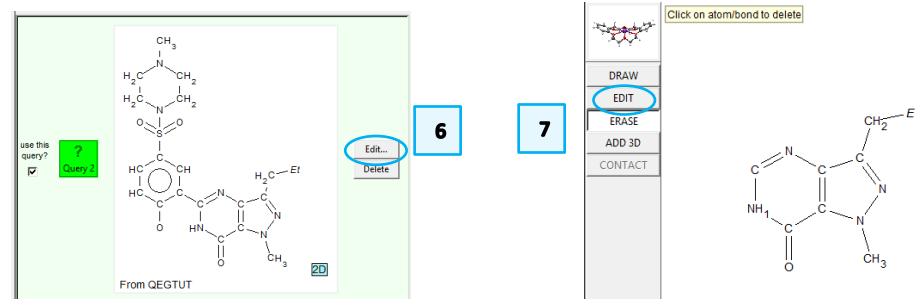 CH3
N
H2C
CH2
H2C
CH2
N
O
O
S
C
HC
CH
HC
C
C
O
C
N
HN
C
O
C
C
C
N
N
CH3
H2C
Et
use this
query?
?
Query 2
Edit...
Delete
From QEGTUT
2D
6
7
Click on atom/bond to delete
DRAW
EDIT
ERASE
ADD 3D
CONTACT
CH2
E
C
N
C
C
N
NH1
C
N
C
O
CH3